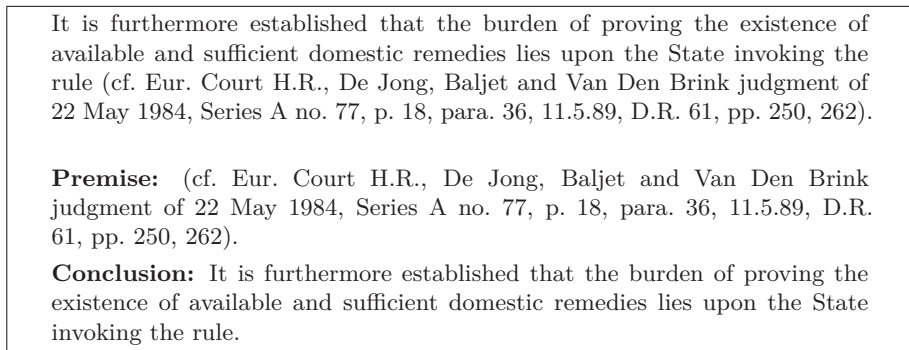 It is furthermore established that the burden of proving the existence of
available and sufficient domestic remedies lies upon the State invoking the
rule (cf. Eur. Court H.R., De Jong, Baljet and Van Den Brink judgment of
22 May 1984, Series A no. 77, p. 18, para. 36, 11.5.89, D.R. 61, pp. 250, 262).
Premise: (cf. Eur. Court H.R., De Jong, Baljet and Van Den Brink
judgment of 22 May 1984, Series A no. 77, p. 18, para. 36, 11.5.89, D.R.
61, pp. 250, 262).
Conclusion: It is furthermore established that the burden of proving the
existence of available and sufficient domestic remedies lies upon the State
invoking the rule.